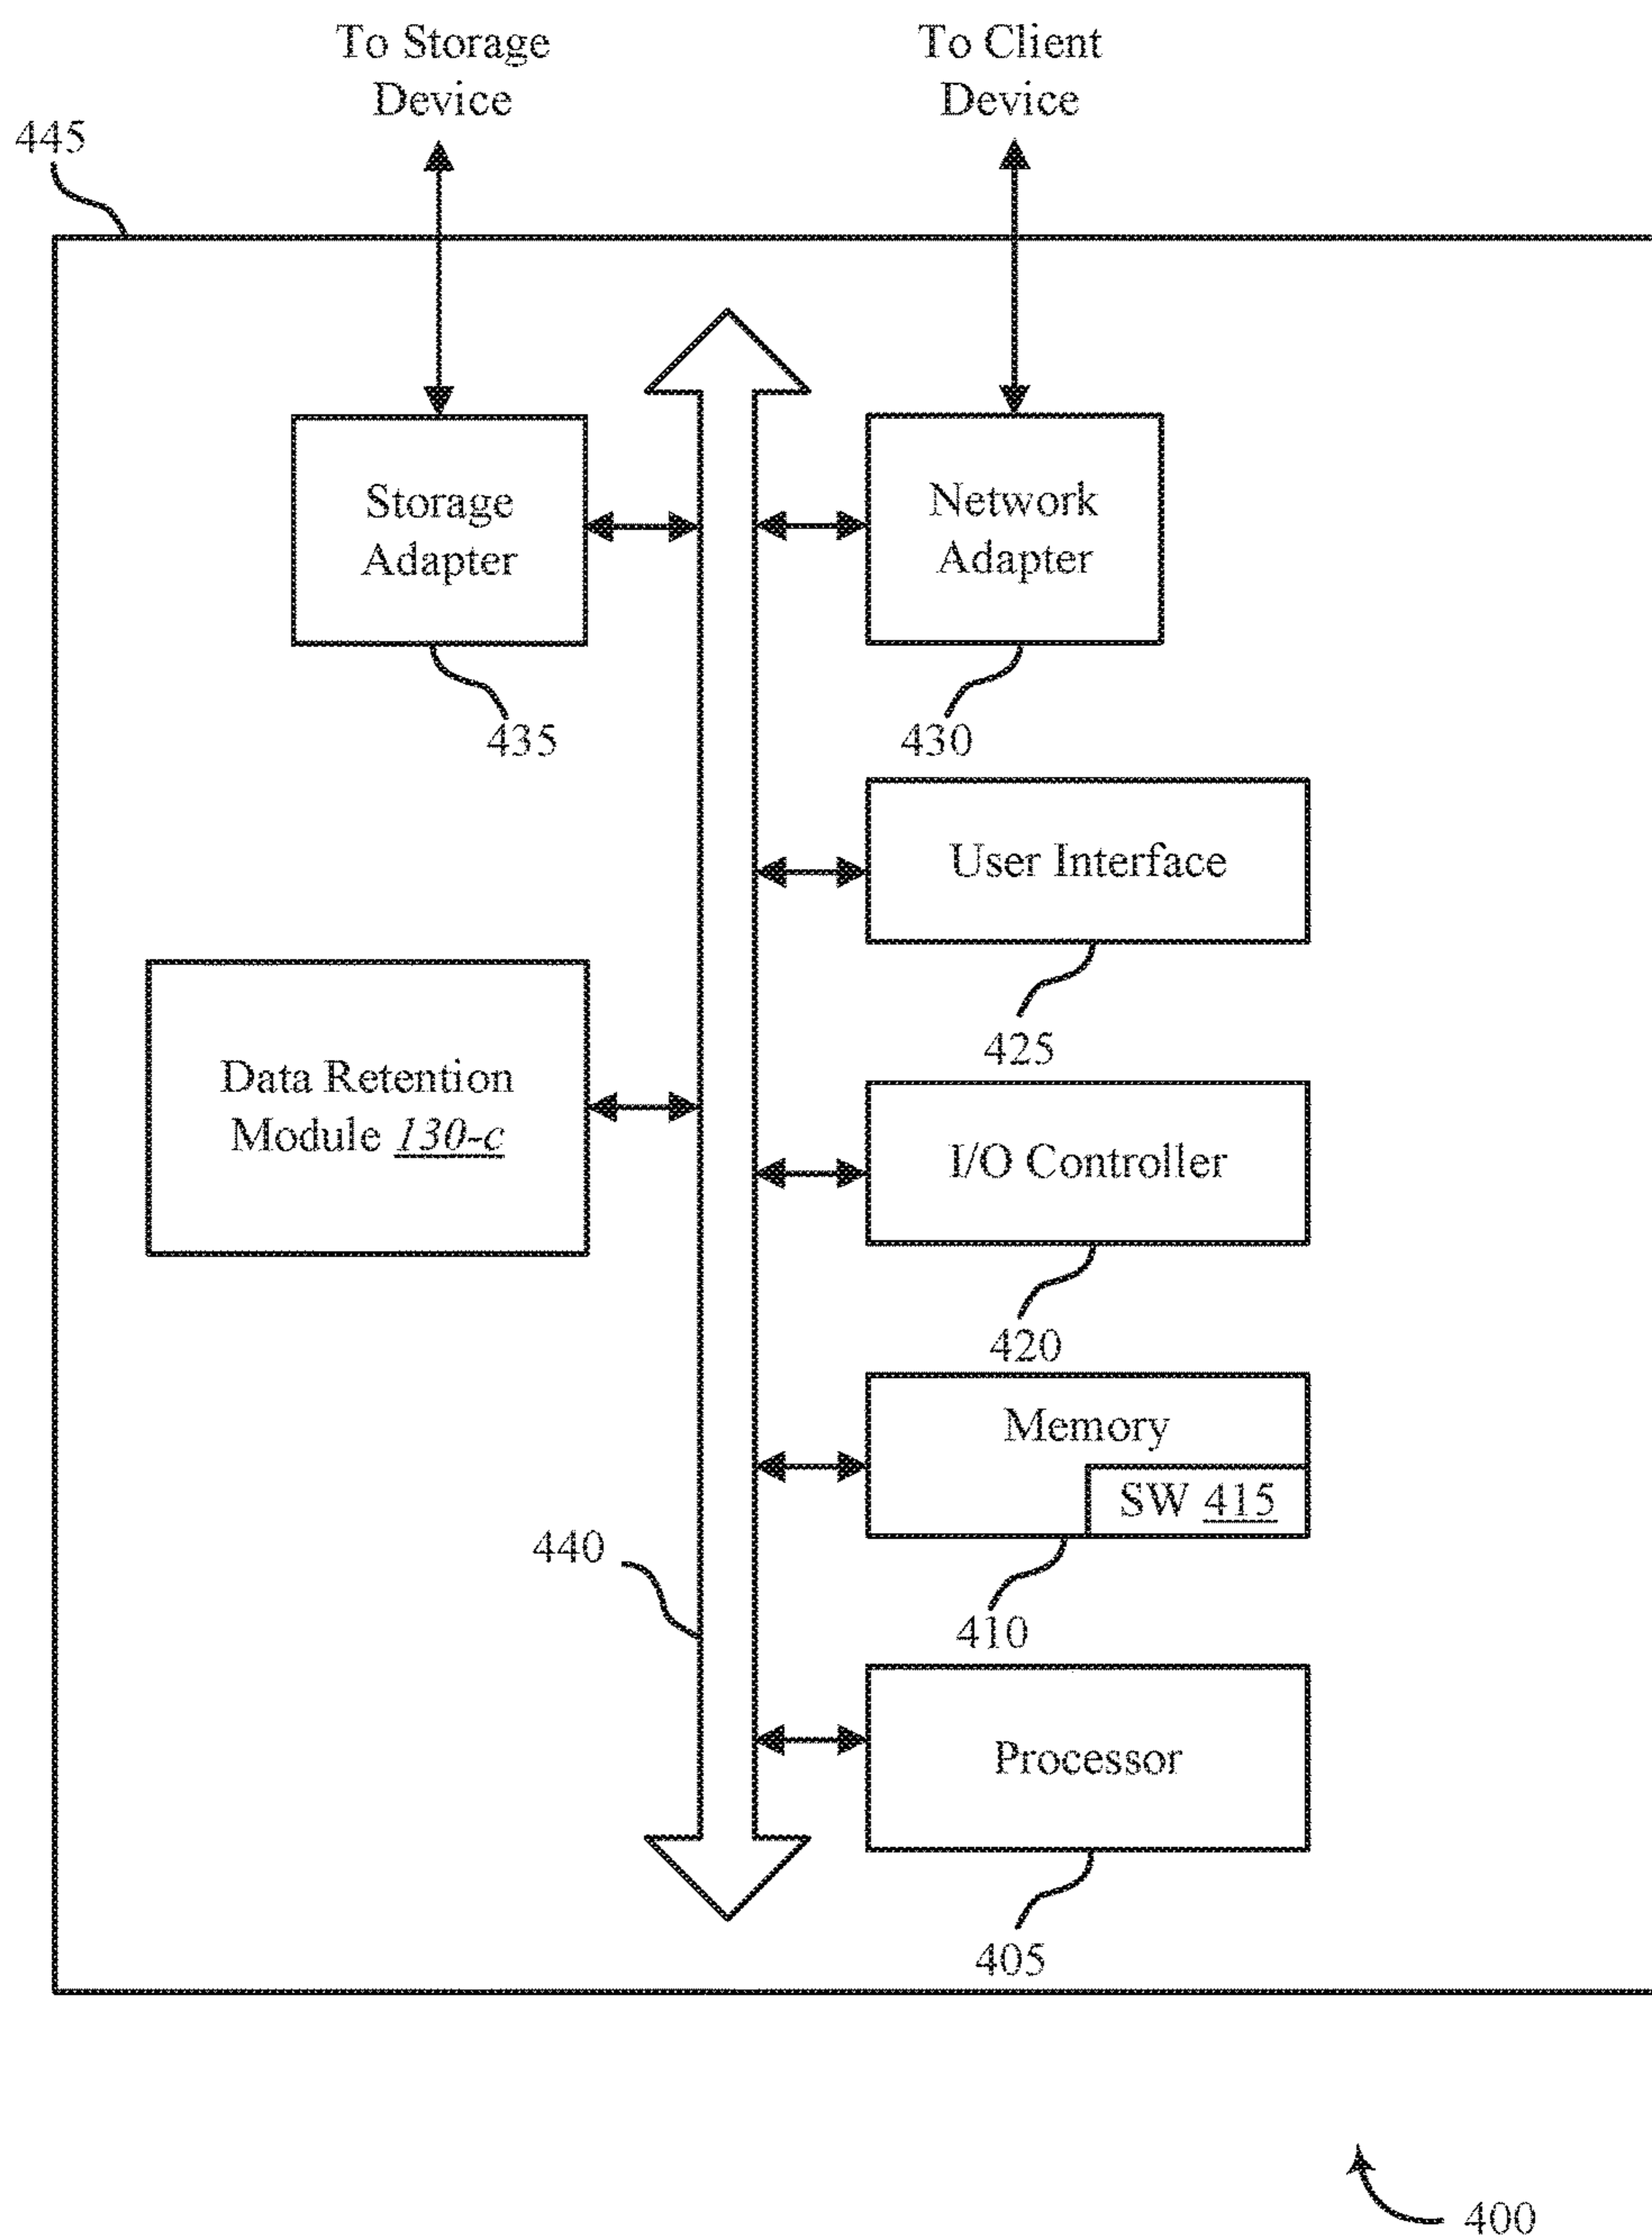 To Storage
Device
To Client
Device
445
Storage
Adapter
Network
Adapter
435
430
User Interface
425
Data Retention
Module 130-c
I/O Controller
420
Memory
SW 415
440
410
Processor
405
400